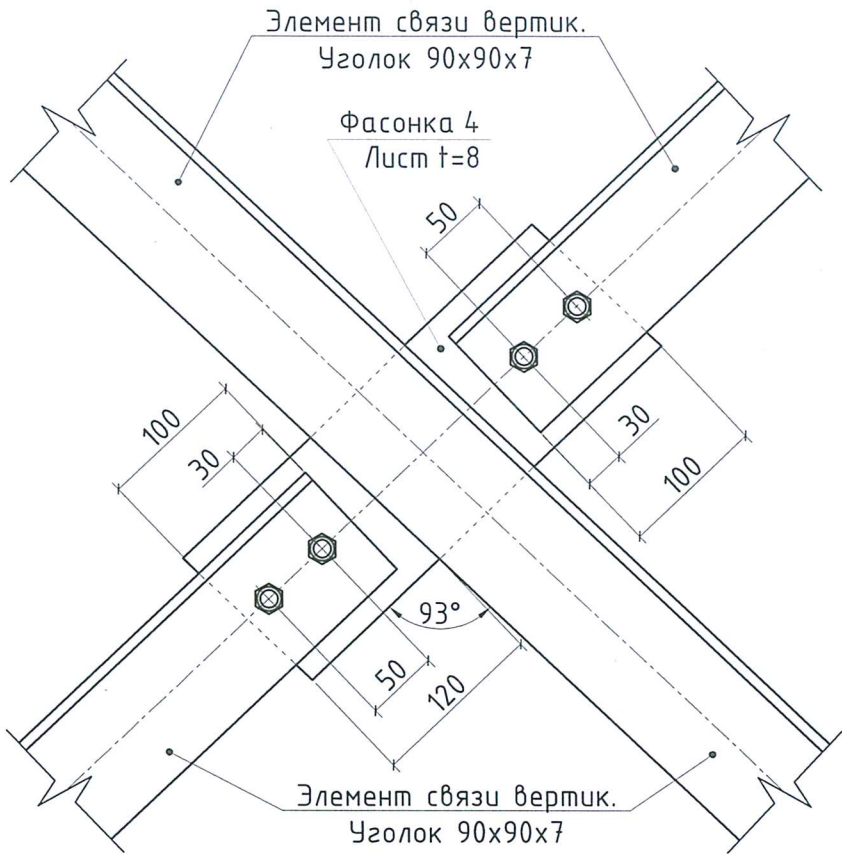 Элемент связи вертик.
Уголок 90х90х7
Фасонка 4
Лист t=8
50
100
30
30
100
93°
50
120
Элемент связи вертик.
Уголок 90х90х7